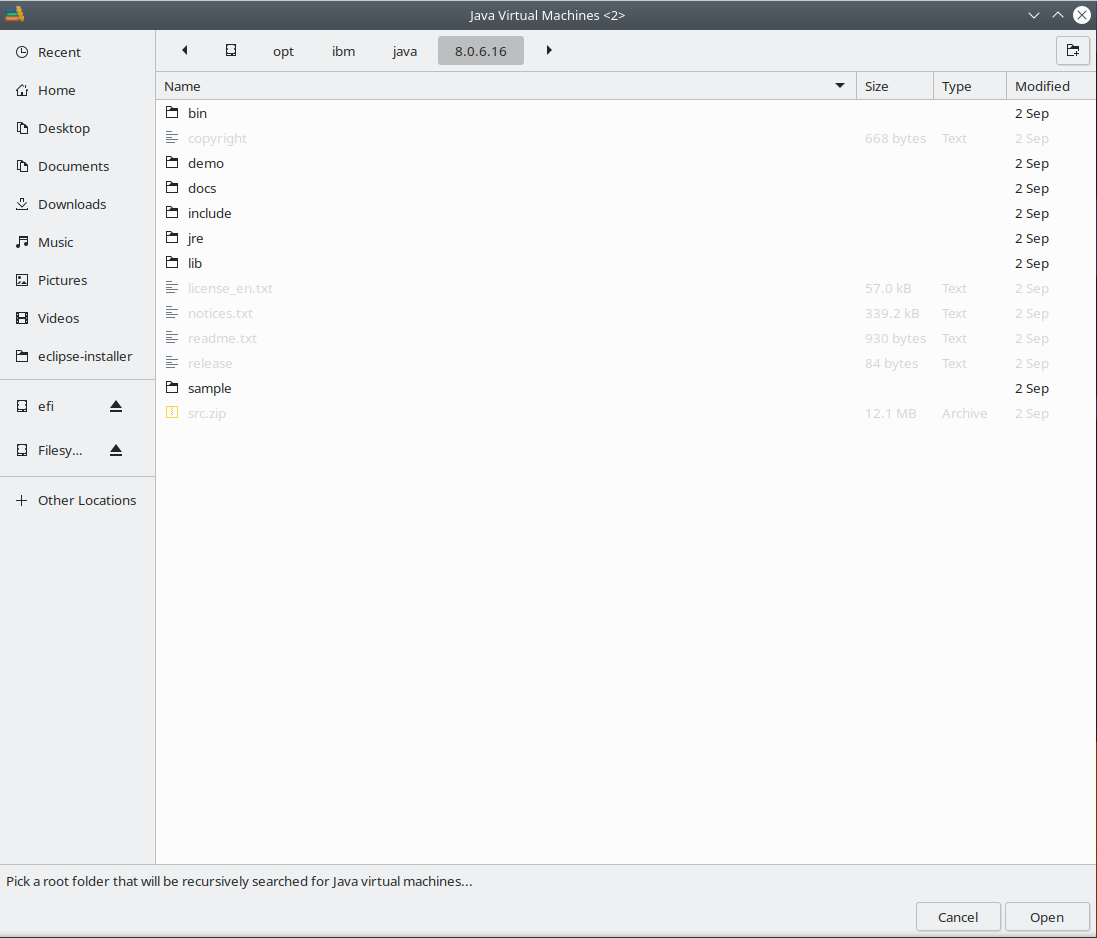 Java Virtual Machines <2>
Recent
Home
Desktop
Documents
Downloads
Music
Pictures
Videos
eclipse-installer
efi
Filesy...
Other Locations
opt ibm java 8.0.6.16
Name Size Type Modified
bin 2 Sep
copyright 668 bytes Text 2 Sep
demo 2 Sep
docs 2 Sep
include 2 Sep
jre 2 Sep
lib 2 Sep
license_en.txt 57.0 kB Text 2 Sep
notices.txt 339.2 kB Text 2 Sep
readme.txt 930 bytes Text 2 Sep
release 84 bytes Text 2 Sep
sample 2 Sep
src.zip 12.1 MB Archive 2 Sep
Pick a root folder that will be recursively searched for Java virtual machines...
Cancel Open